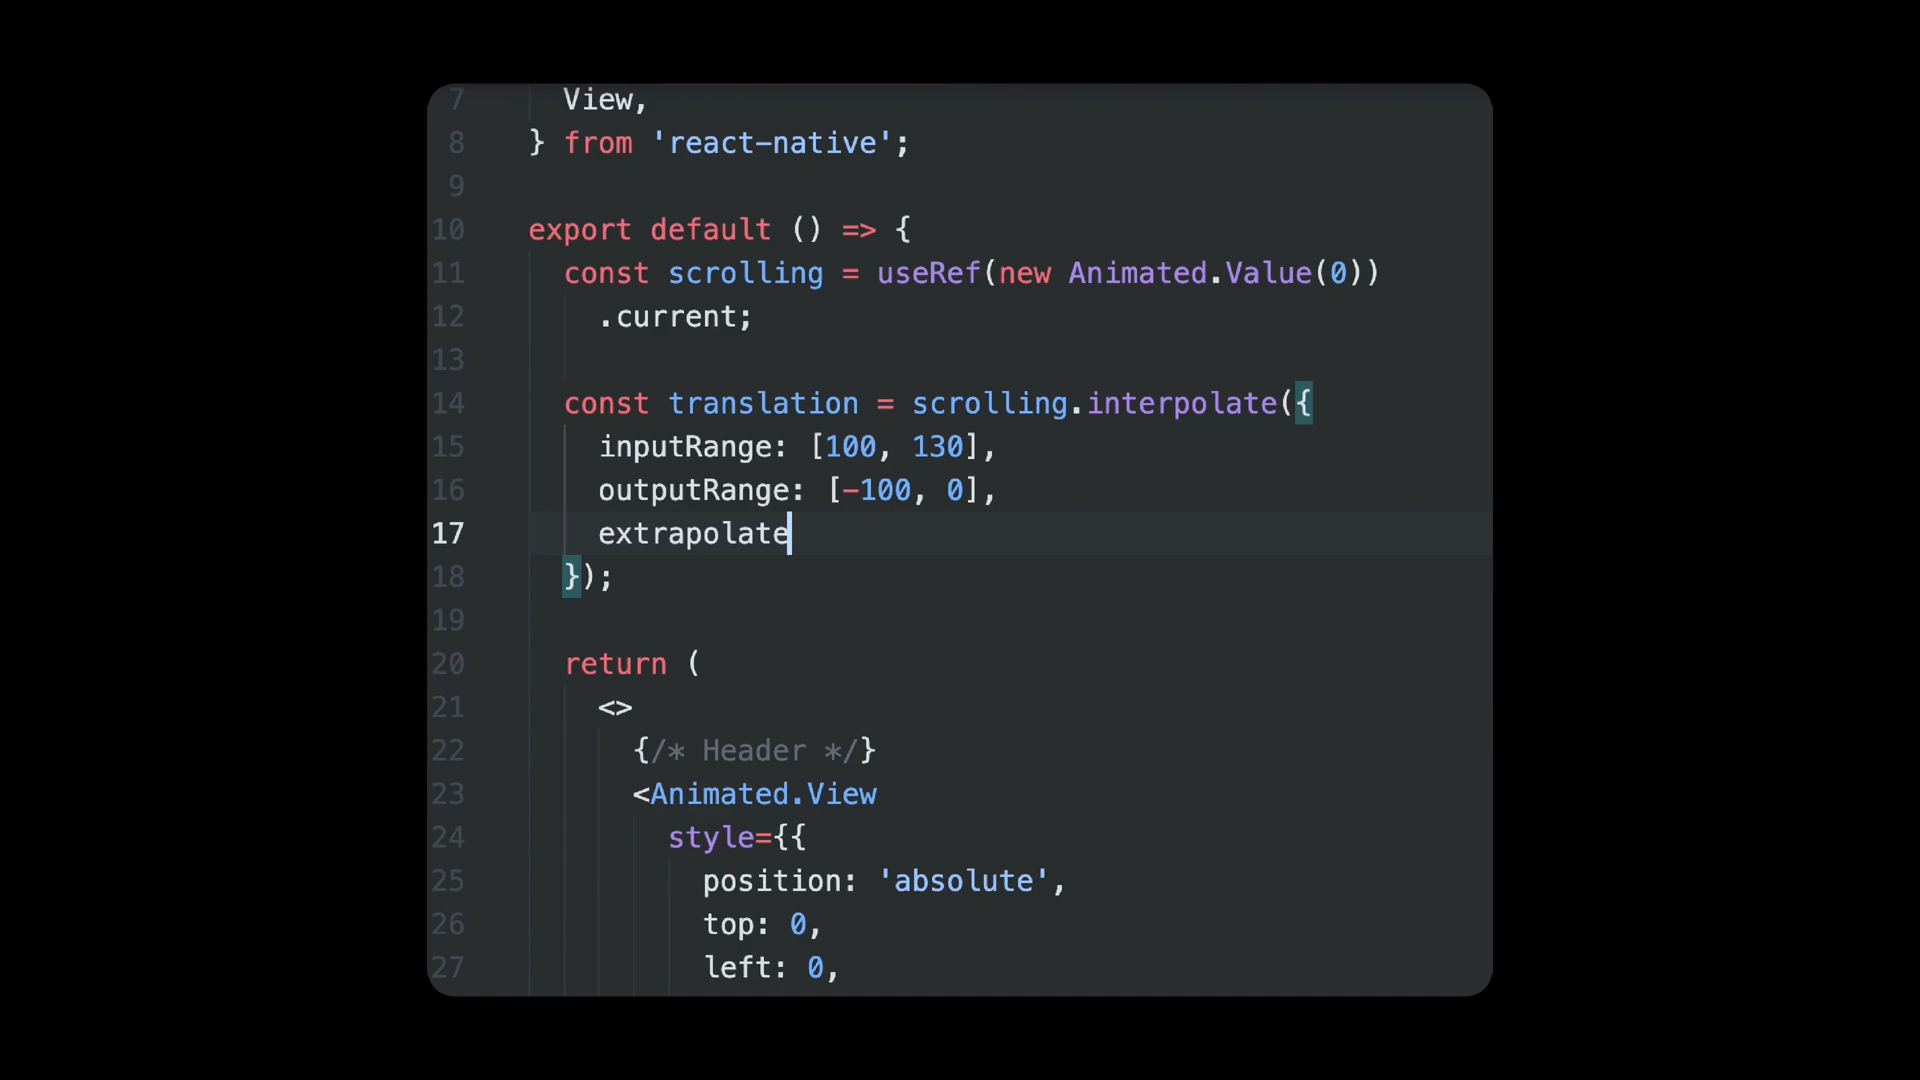 7 View,
8 } from 'react-native';
9
10 export default () => {
11 const scrolling = useRef(new Animated.Value(0))
12 .current;
13
14 const translation = scrolling.interpolate({
15 inputRange: [100, 130],
16 outputRange: [-100, 0],
17 extrapolate
18 });
19
20 return (
21 <>
22 {/* Header */}
23 <Animated.View
24 style={{
25 position: 'absolute',
26 top: 0,
27 left: 0,